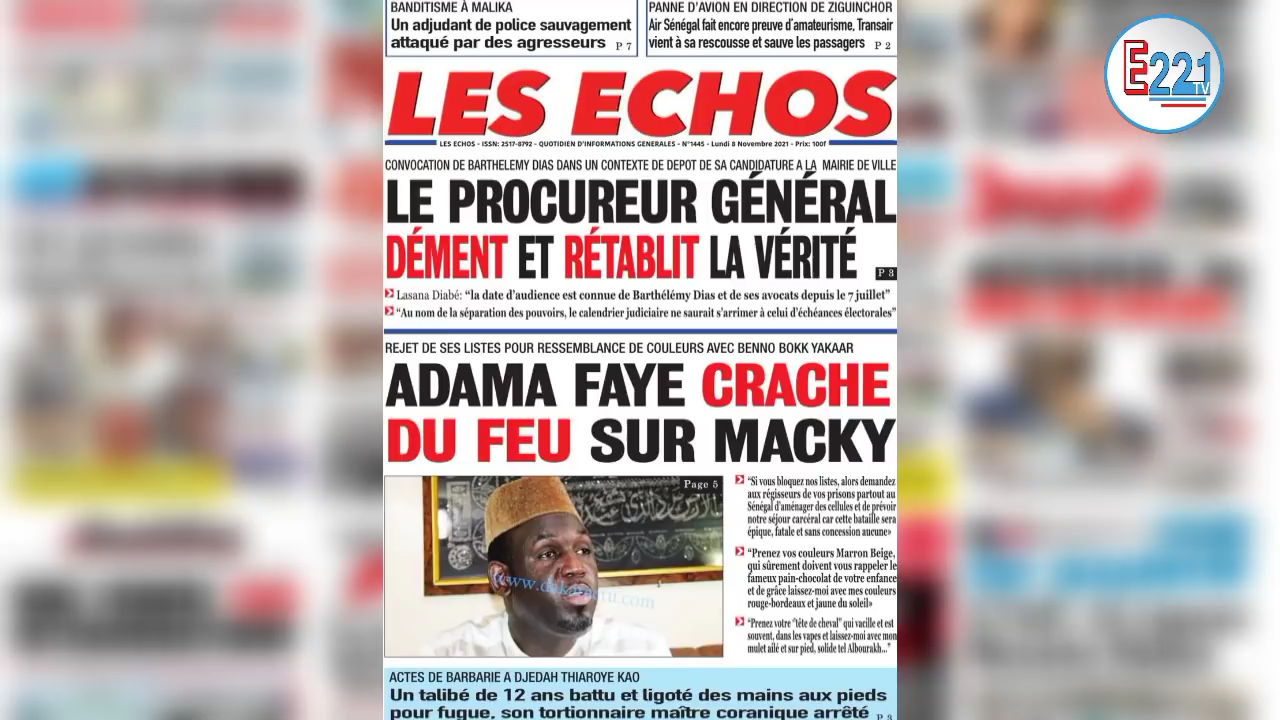 BANDITISME À MALIKA
Un adjudant de police sauvagement
attaqué par des agresseurs P 7
PANNE D'AVION EN DIRECTION DE ZIGUINCHOR
Air Sénégal fait encore preuve d'amateurisme, Transair
vient à sa rescousse et sauve les passagers P 2
E221
TV
LES ECHOS
LES ECHOS - ISSN: 2517-8792 - QUOTIDIEN D'INFORMATIONS GENERALES - N°1445 - Lundi 8 Novembre 2021 - Prix: 100f
CONVOCATION DE BARTHELEMY DIAS DANS UN CONTEXTE DE DEPOT DE SA CANDIDATURE A LA MAIRIE DE VILLE
LE PROCUREUR GÉNÉRAL
DÉMENT ET RÉTABLIT LA VÉRITÉ
P 3
Lasana Diabé: “la date d'audience est connue de Barthélémy Dias et de ses avocats depuis le 7 juillet”
“Au nom de la séparation des pouvoirs, le calendrier judiciaire ne saurait s'arrimer à celui d'échéances électorales”
REJET DE SES LISTES POUR RESSEMBLANCE DE COULEURS AVEC BENNO BOKK YAKAAR
ADAMA FAYE CRACHE
DU FEU SUR MACKY
Page 5
“Si vous bloquez nos listes, alors demandez
aux régisseurs de vos prisons partout au
Sénégal d'aménager des cellules et de prévoir
notre séjour carcéral car cette bataille sera
épique, fatale et sans concession aucune»
“Prenez vos couleurs Marron Beige,
qui sûrement doivent vous rappeler le
fameux pain-chocolat de votre enfance
et de grâce laissez-moi avec mes couleurs
rouge-bordeaux et jaune du soleil»
“Prenez votre “tête de cheval” qui vacille et est
souvent, dans les vapes et laissez-moi avec mon
mulet ailé et sur pied, solide tel Albourakh...”
ACTES DE BARBARIE A DJEDAH THIAROYE KAO
Un talibé de 12 ans battu et ligoté des mains aux pieds
pour fugue, son tortionnaire maître coranique arrêté P 3